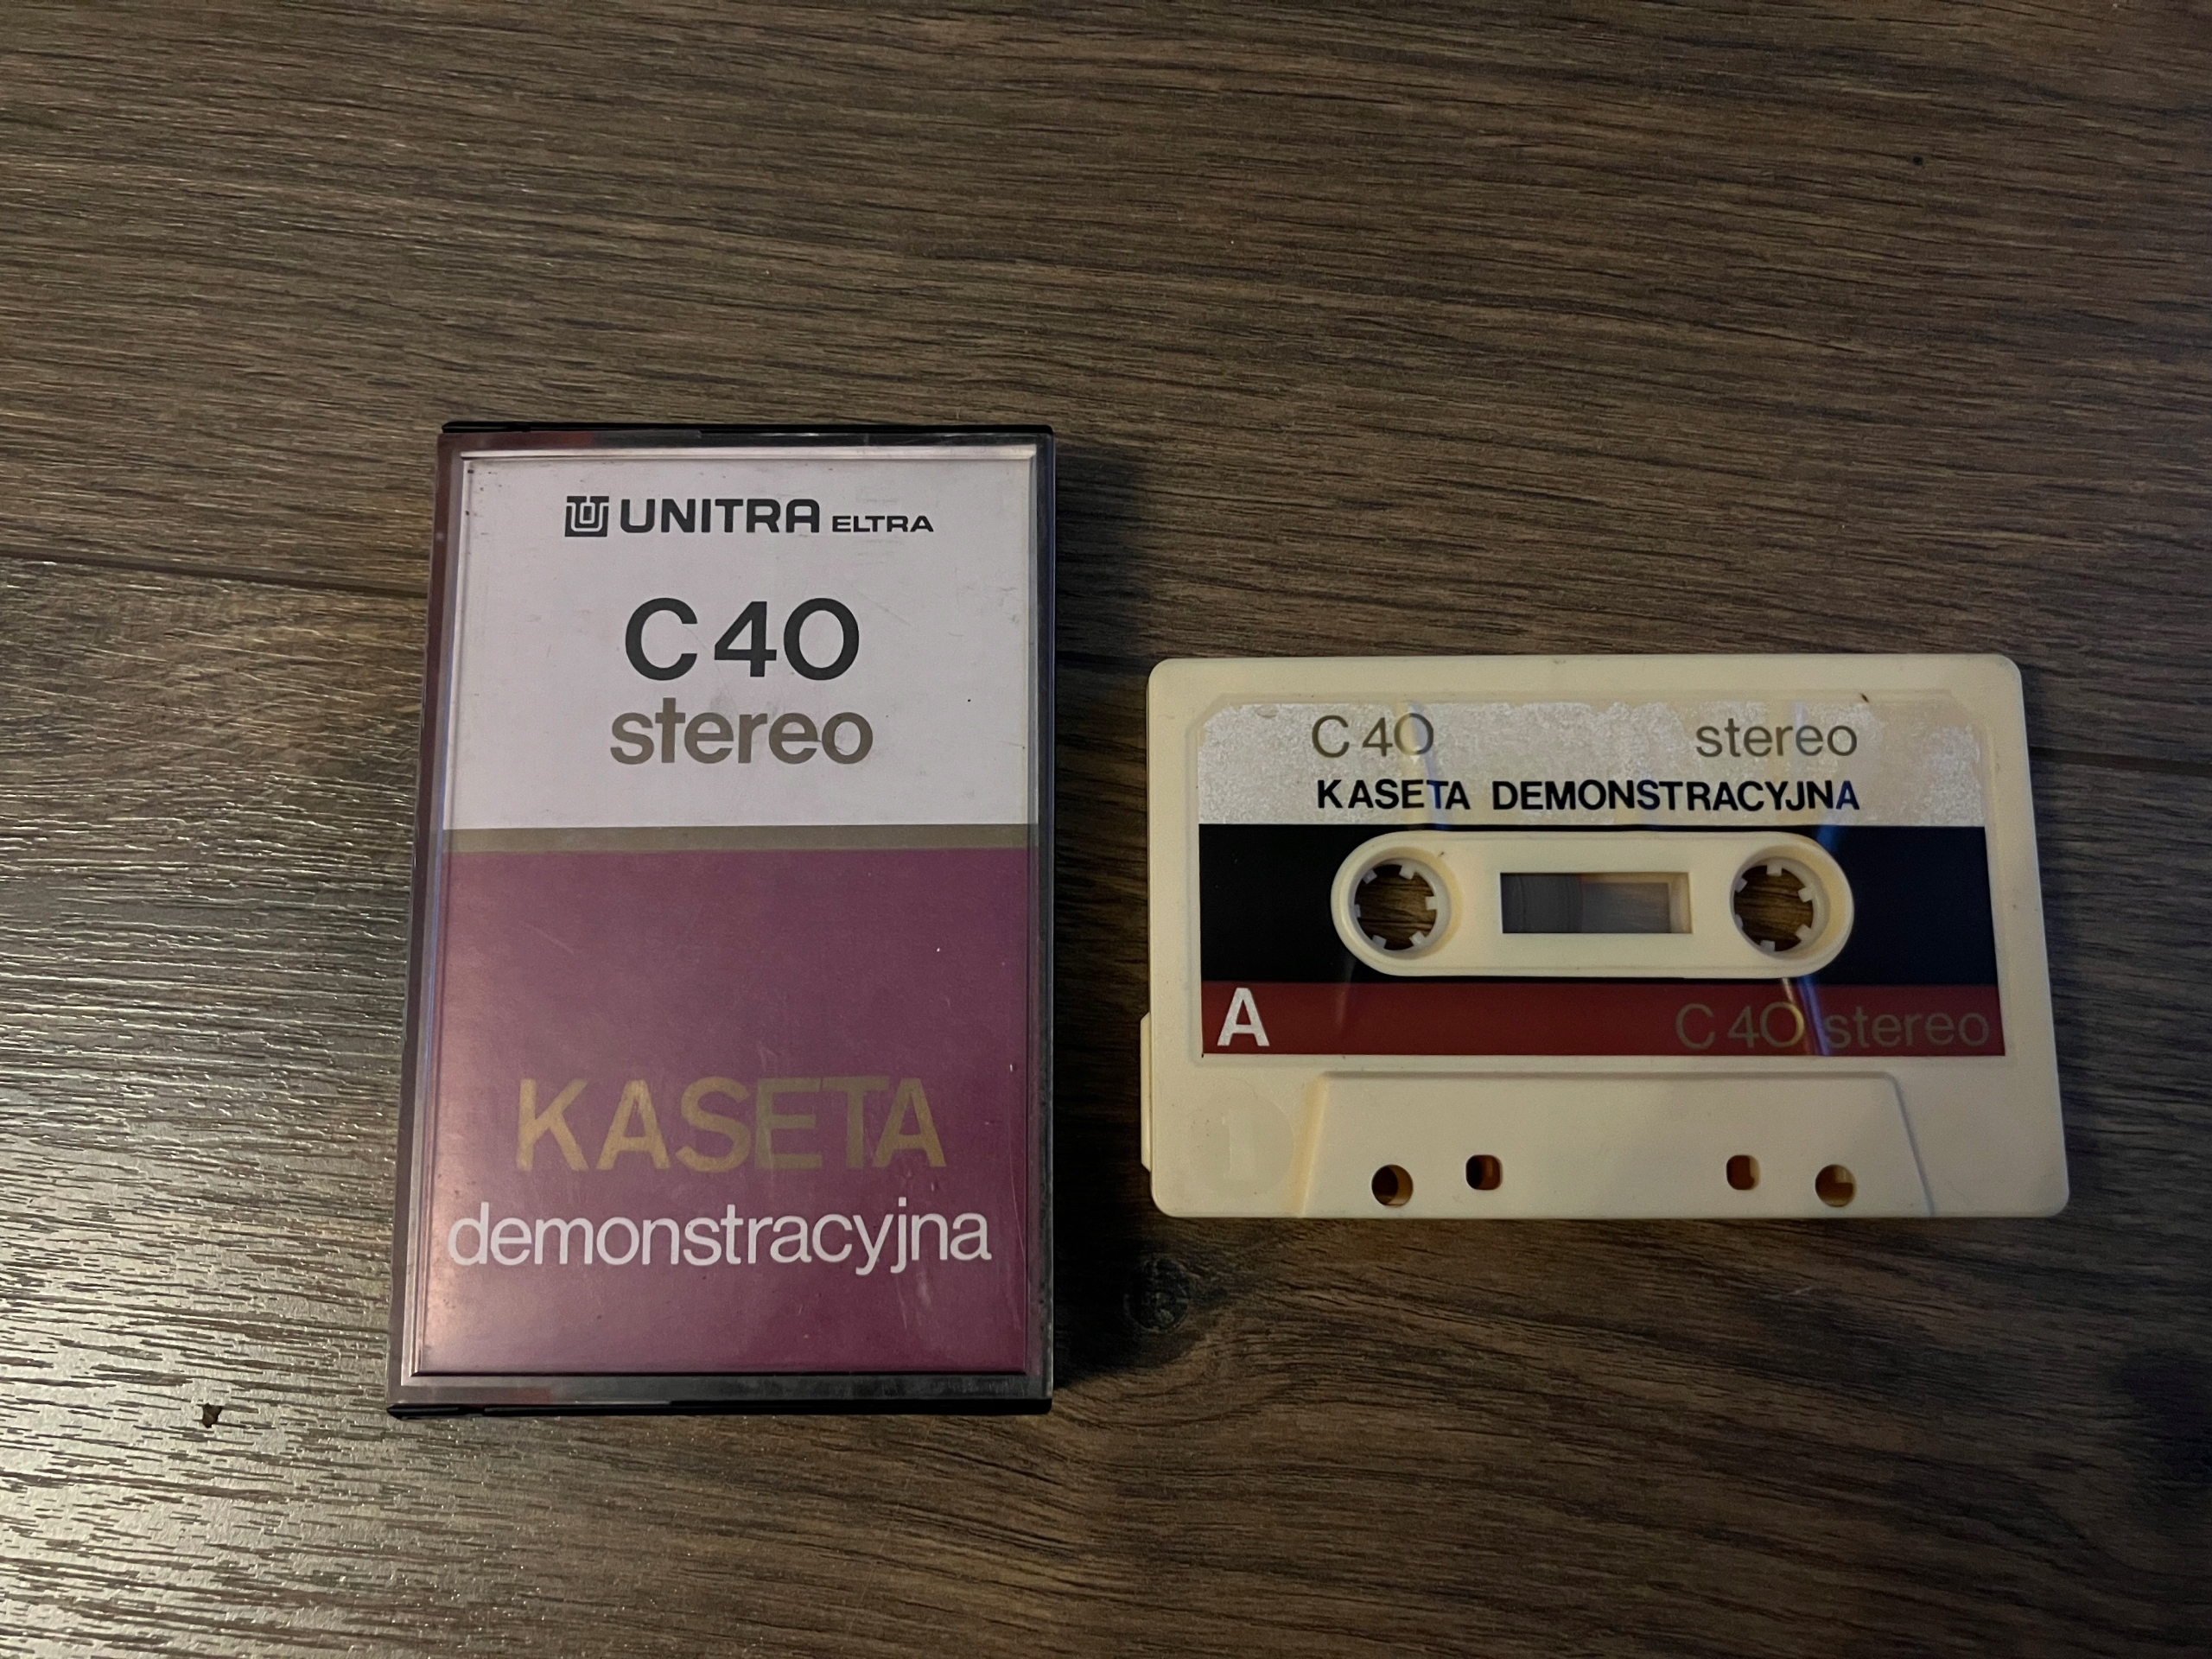 UNITRA ELTRA
C40
stereo
KASETA
demonstracyjna
C40 stereo
KASETA DEMONSTRACYJNA
A C40 stereo